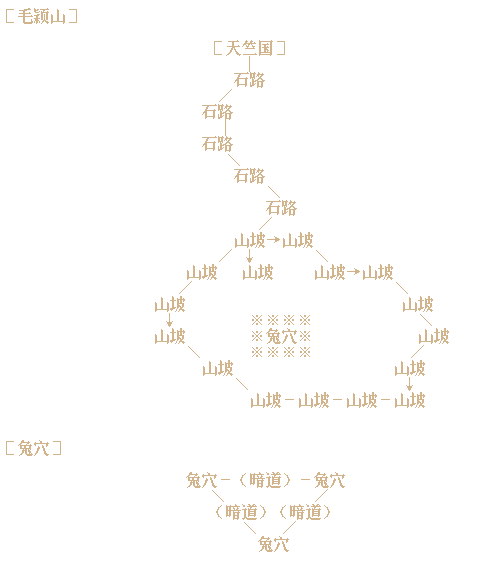 ［毛颖山］
［天竺国］
石路
石路
石路
石路
石路
山坡→山坡
山坡 山坡 山坡→山坡
山坡 山坡
※※※※
山坡 ※兔穴※ 山坡
※※※※
山坡 山坡
山坡－山坡－山坡－山坡
［兔穴］
兔穴－（暗道）－兔穴
（暗道）（暗道）
兔穴